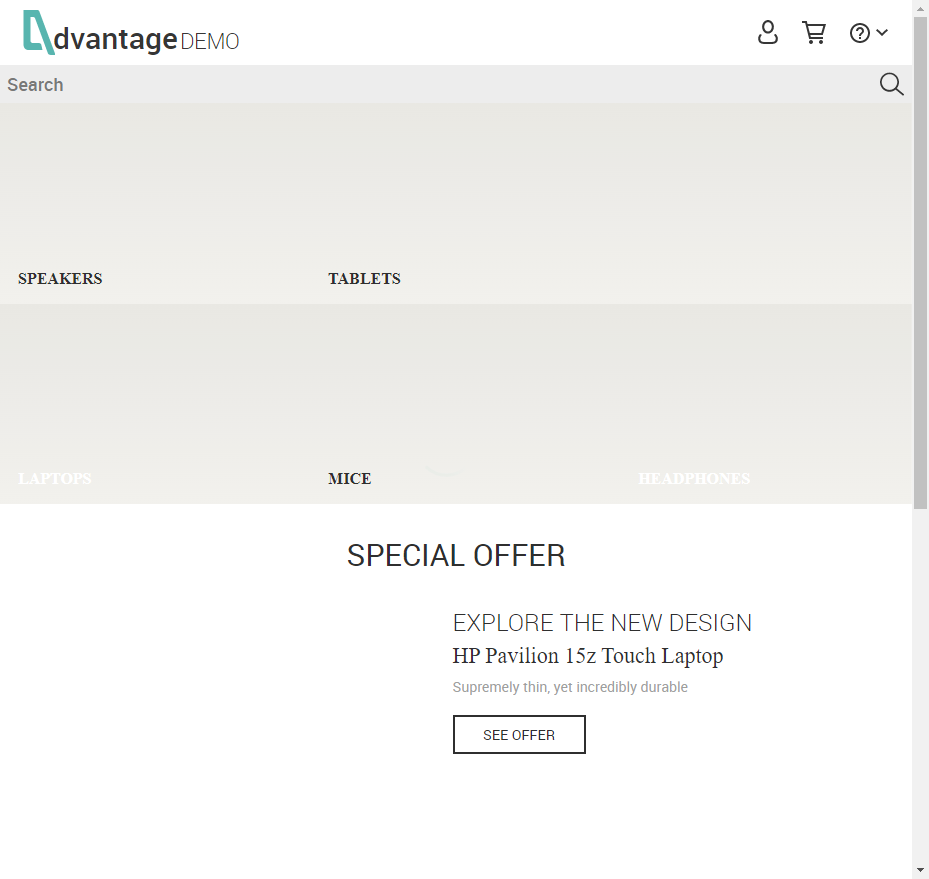 dvantage DEMO
Search
SPEAKERS TABLETS
LAPTOPS MICE HEADPHONES
SPECIAL OFFER
EXPLORE THE NEW DESIGN
HP Pavilion 15z Touch Laptop
Supremely thin, yet incredibly durable
SEE OFFER